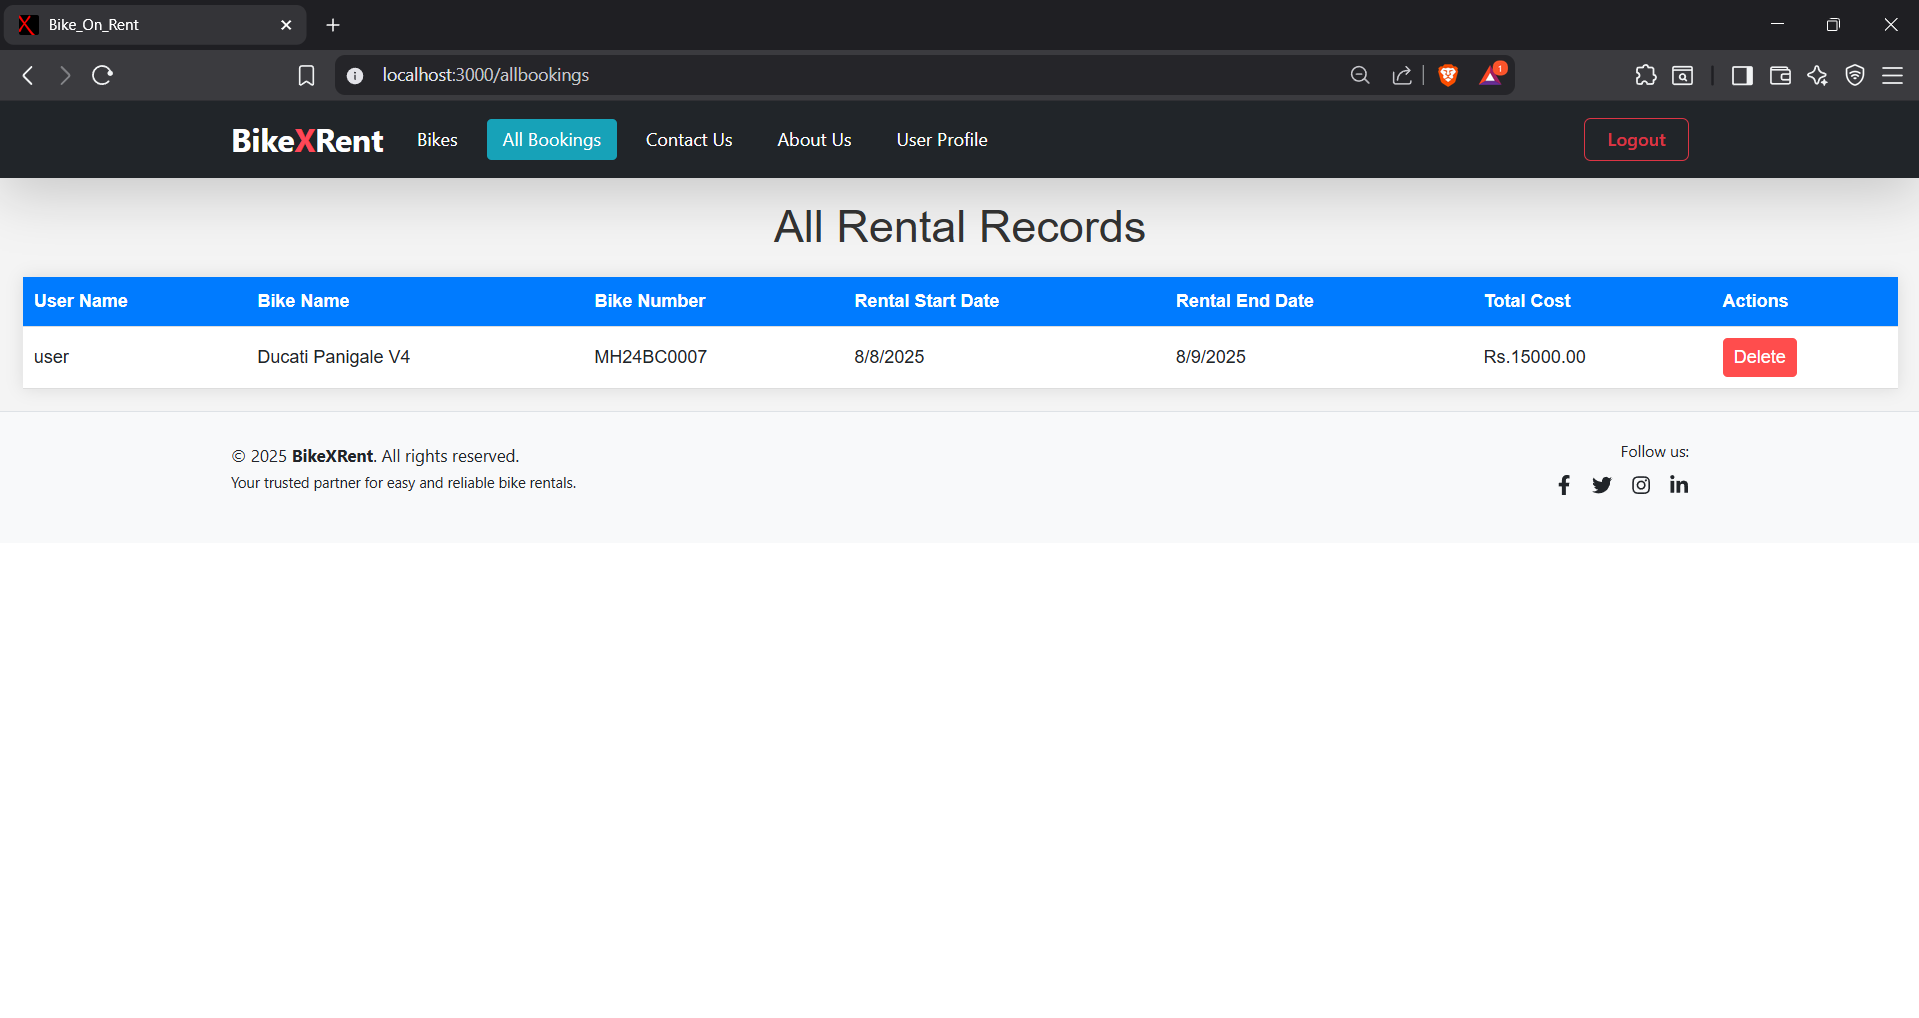 Bike_On_Rent
localhost:3000/allbookings
1
BikeXRent Bikes All Bookings Contact Us About Us User Profile Logout
All Rental Records
User Name Bike Name Bike Number Rental Start Date Rental End Date Total Cost Actions
user Ducati Panigale V4 MH24BC0007 8/8/2025 8/9/2025 Rs.15000.00 Delete
© 2025 BikeXRent. All rights reserved.
Your trusted partner for easy and reliable bike rentals.
Follow us: